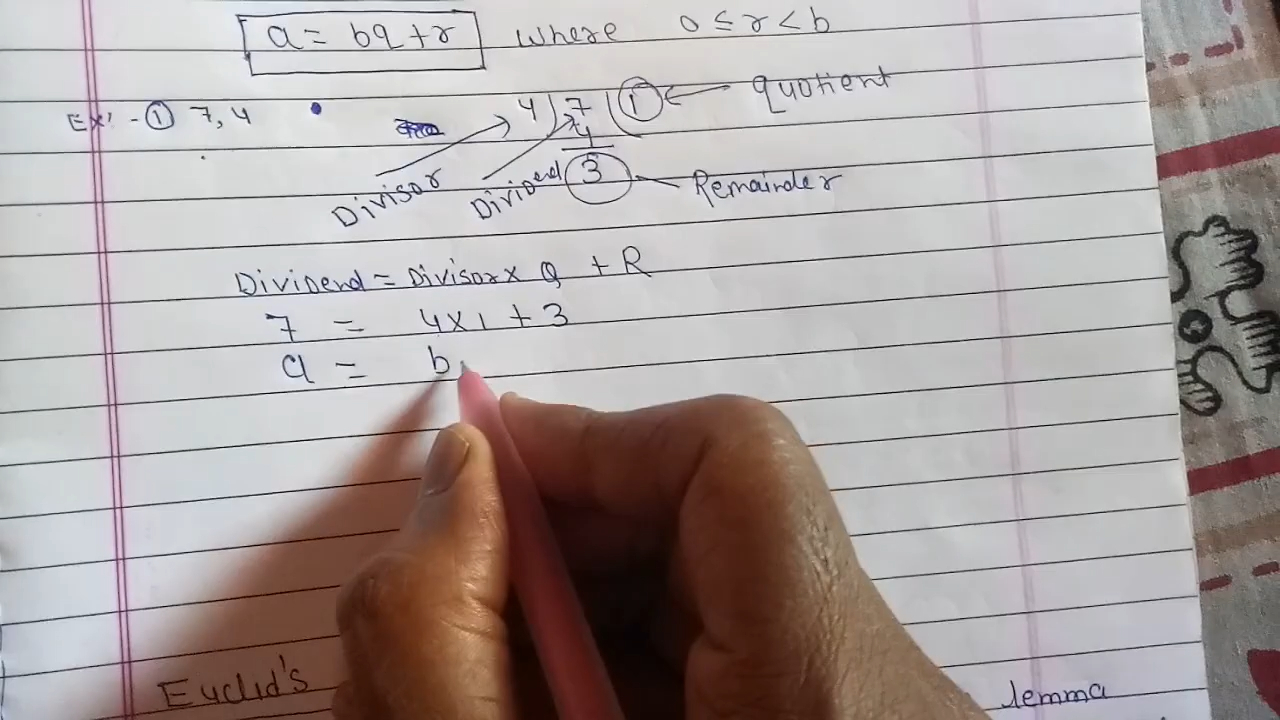 a = bq + r where 0 ≤ r < b
Ex' - ① 7, 4
4 ) 7 ( 1 ← Quotient
4
3 Remainder
Divisor Dividend
Dividend = Divisor x Q + R
7 = 4 x 1 + 3
a = b
Euclid's lemma